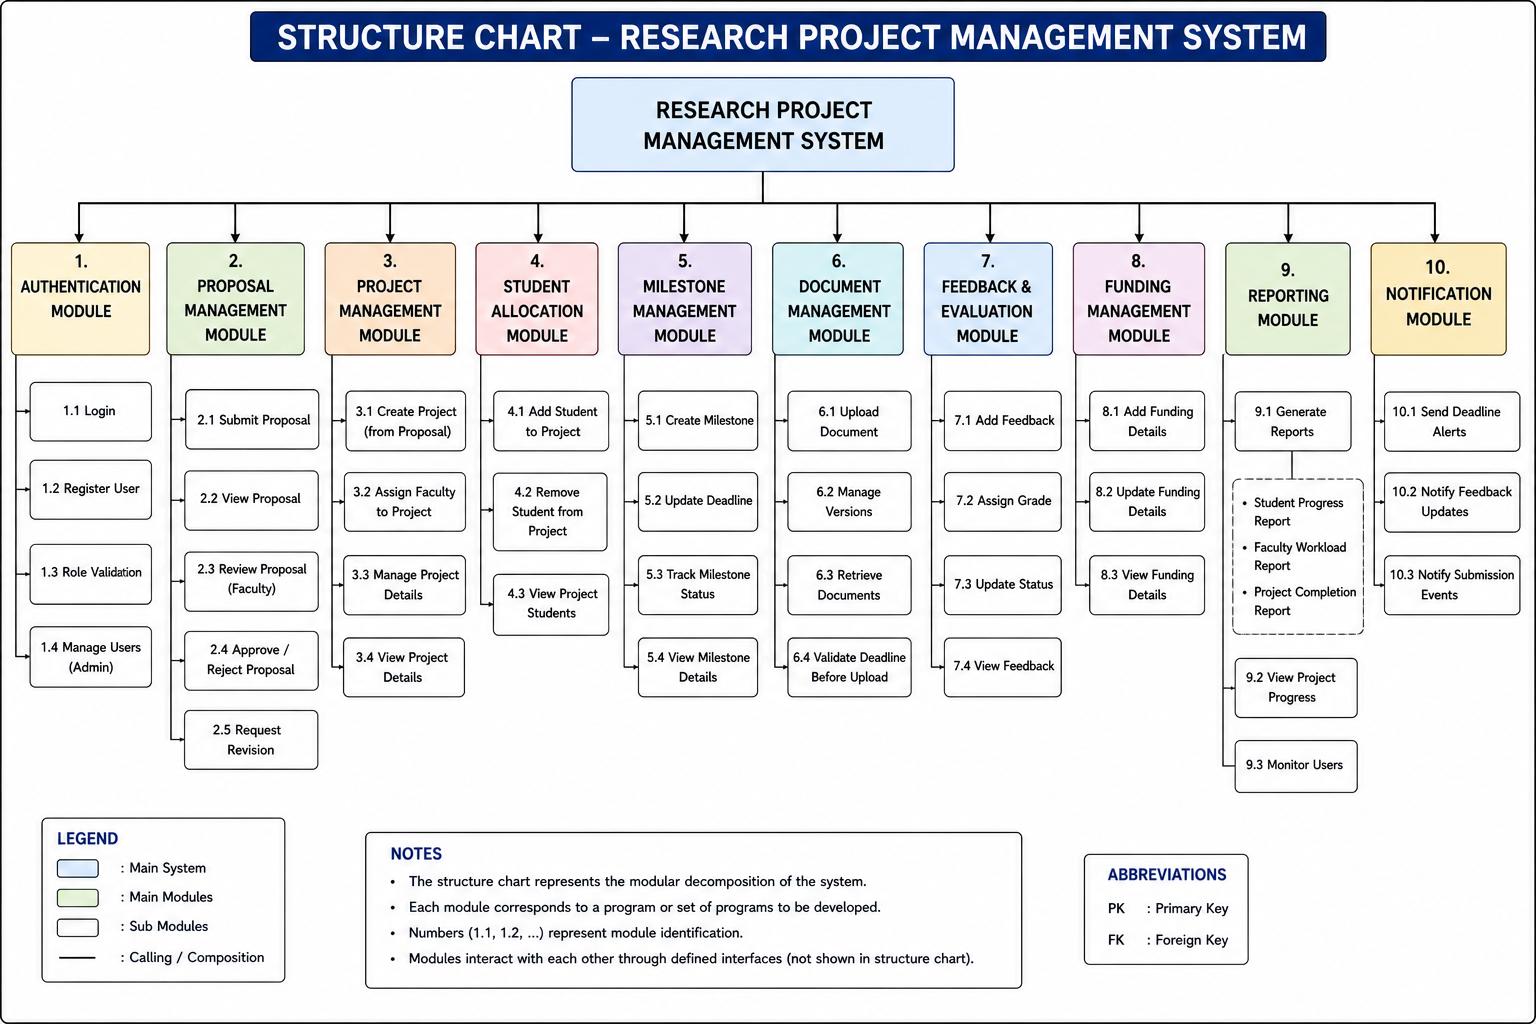 STRUCTURE CHART – RESEARCH PROJECT MANAGEMENT SYSTEM
RESEARCH PROJECT
MANAGEMENT SYSTEM
1.
AUTHENTICATION
MODULE
1.1 Login
1.2 Register User
1.3 Role Validation
1.4 Manage Users
(Admin)
2.
PROPOSAL
MANAGEMENT
MODULE
2.1 Submit Proposal
2.2 View Proposal
2.3 Review Proposal
(Faculty)
2.4 Approve /
Reject Proposal
2.5 Request
Revision
3.
PROJECT
MANAGEMENT
MODULE
3.1 Create Project
(from Proposal)
3.2 Assign Faculty
to Project
3.3 Manage Project
Details
3.4 View Project
Details
4.
STUDENT
ALLOCATION
MODULE
4.1 Add Student
to Project
4.2 Remove
Student from
Project
4.3 View Project
Students
5.
MILESTONE
MANAGEMENT
MODULE
5.1 Create Milestone
5.2 Update Deadline
5.3 Track Milestone
Status
5.4 View Milestone
Details
6.
DOCUMENT
MANAGEMENT
MODULE
6.1 Upload
Document
6.2 Manage
Versions
6.3 Retrieve
Documents
6.4 Validate Deadline
Before Upload
7.
FEEDBACK &
EVALUATION
MODULE
7.1 Add Feedback
7.2 Assign Grade
7.3 Update Status
7.4 View Feedback
8.
FUNDING
MANAGEMENT
MODULE
8.1 Add Funding
Details
8.2 Update Funding
Details
8.3 View Funding
Details
9.
REPORTING
MODULE
9.1 Generate
Reports
• Student Progress
Report
• Faculty Workload
Report
• Project Completion
Report
9.2 View Project
Progress
9.3 Monitor Users
10.
NOTIFICATION
MODULE
10.1 Send Deadline
Alerts
10.2 Notify Feedback
Updates
10.3 Notify Submission
Events
LEGEND
: Main System
: Main Modules
: Sub Modules
: Calling / Composition
NOTES
• The structure chart represents the modular decomposition of the system.
• Each module corresponds to a program or set of programs to be developed.
• Numbers (1.1, 1.2, ...) represent module identification.
• Modules interact with each other through defined interfaces (not shown in structure chart).
ABBREVIATIONS
PK : Primary Key
FK : Foreign Key